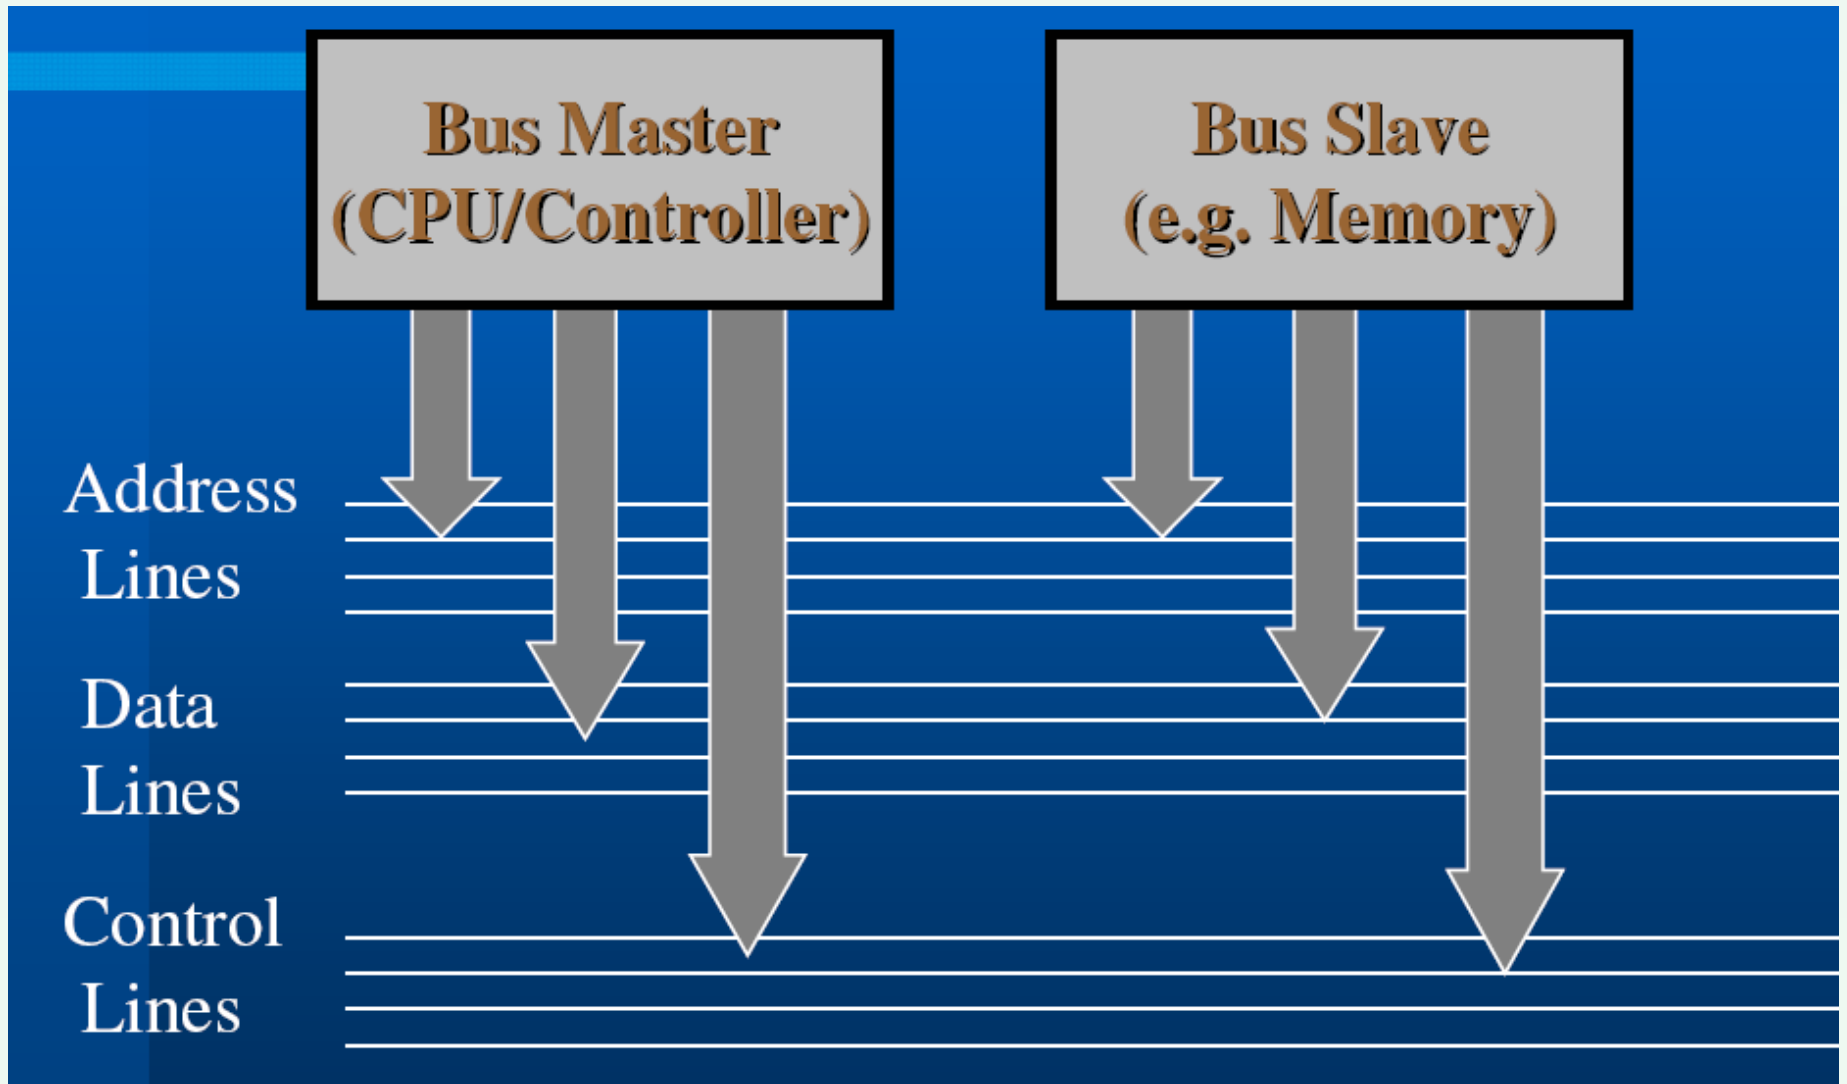 Bus Master
(CPU/Controller)
Bus Slave
(e.g. Memory)
Address
Lines
Data
Lines
Control
Lines